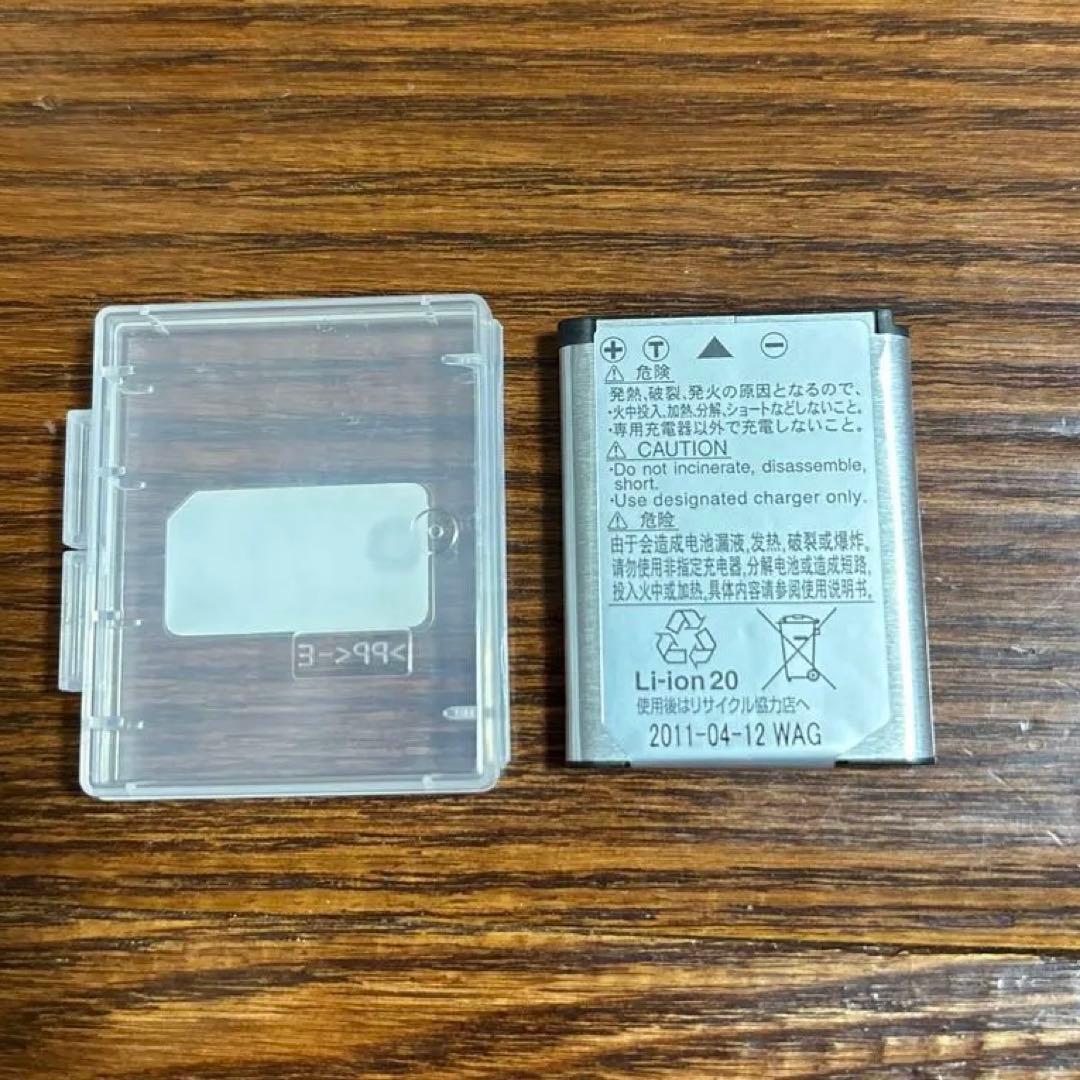 >PP<-E
+ T ▲ −
⚠ 危険
発熱、破裂、発火の原因となるので、
・火中投入、加熱、分解、ショートなどしないこと。
・専用充電器以外で充電しないこと。
⚠ CAUTION
・Do not incinerate, disassemble,
short.
・Use designated charger only.
⚠ 危险
由于会造成电池漏液,发热,破裂或爆炸。
请勿使用非指定充电器,分解电池或造成短路,
投入火中或加热,具体内容请参阅使用说明书。
Li-ion 20
使用後はリサイクル協力店へ
2011-04-12 WAG